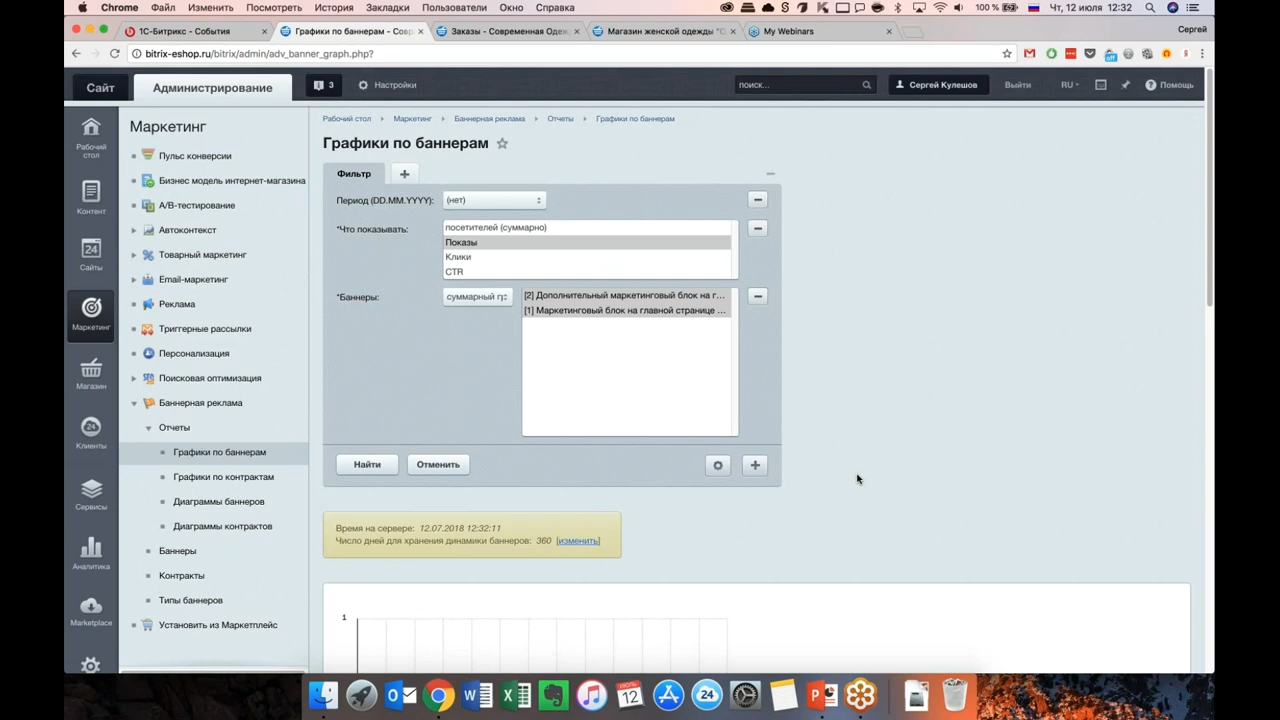 Chrome Файл Изменить Посмотреть История Закладки Пользователи Окно Справка 100 % Чт, 12 июля 12:32
1С-Битрикс - События × Графики по баннерам - Совр × Заказы - Современная Одеж × Магазин женской одежды "О × My Webinars × Сергей
bitrix-eshop.ru/bitrix/admin/adv_banner_graph.php?
Сайт Администрирование 3 Настройки поиск... Сергей Кулешов Выйти RU Помощь
Рабочий стол
Контент
Сайты
Маркетинг
Магазин
Клиенты
Сервисы
Аналитика
Marketplace
Маркетинг
Пульс конверсии
Бизнес модель интернет-магазина
A/B-тестирование
Автоконтекст
Товарный маркетинг
Email-маркетинг
Реклама
Триггерные рассылки
Персонализация
Поисковая оптимизация
Баннерная реклама
Отчеты
Графики по баннерам
Графики по контрактам
Диаграммы баннеров
Диаграммы контрактов
Баннеры
Контракты
Типы баннеров
Установить из Маркетплейс
Рабочий стол Маркетинг Баннерная реклама Отчеты Графики по баннерам
Графики по баннерам
Фильтр
Период (DD.MM.YYYY): (нет)
*Что показывать: посетителей (суммарно)
Показы
Клики
CTR
*Баннеры: суммарный гр [2] Дополнительный маркетинговый блок на г...
[1] Маркетинговый блок на главной странице ...
Найти Отменить
Время на сервере: 12.07.2018 12:32:11
Число дней для хранения динамики баннеров: 360 [изменить]
1